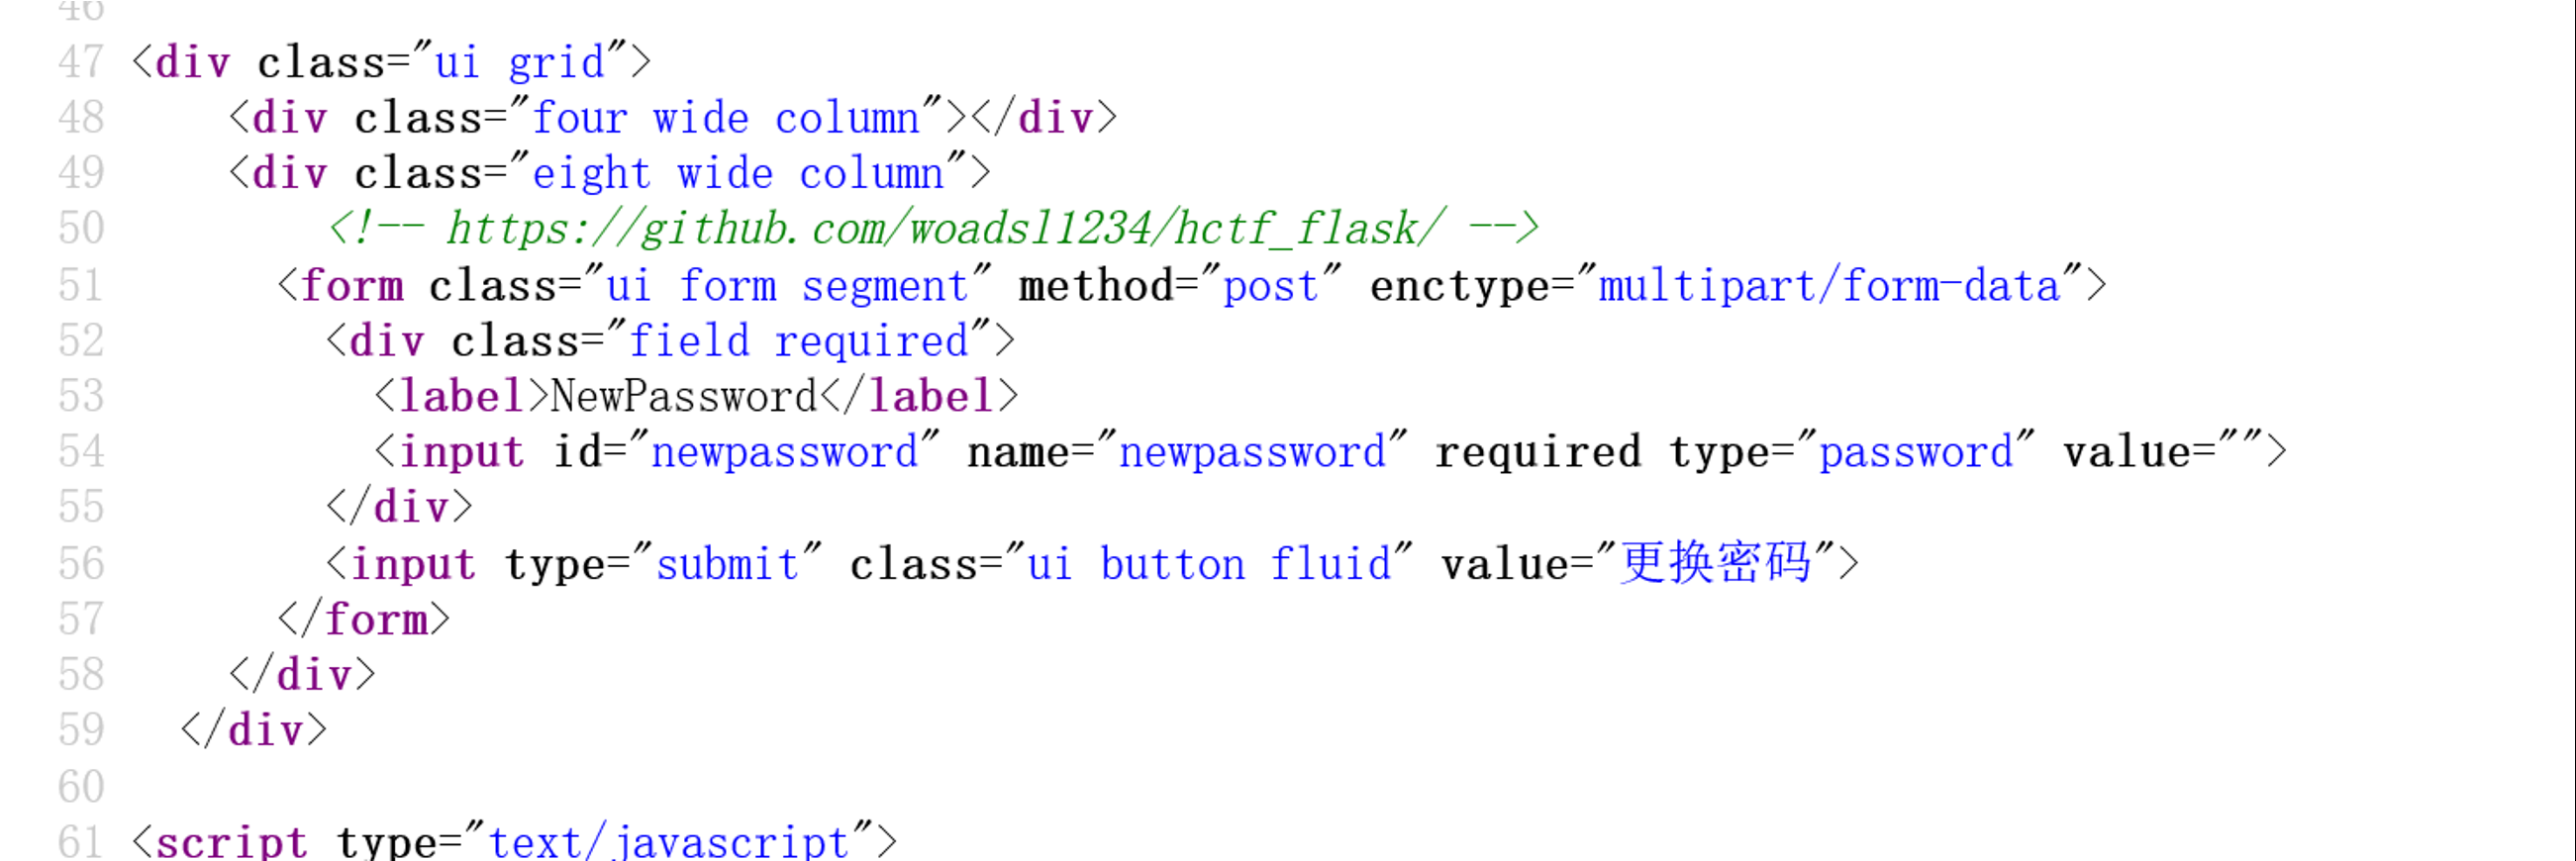 46
47 <div class="ui grid">
48     <div class="four wide column"></div>
49     <div class="eight wide column">
50         <!-- https://github.com/woadsl1234/hctf_flask/ -->
51       <form class="ui form segment" method="post" enctype="multipart/form-data">
52         <div class="field required">
53           <label>NewPassword</label>
54           <input id="newpassword" name="newpassword" required type="password" value="">
55         </div>
56         <input type="submit" class="ui button fluid" value="更换密码">
57       </form>
58     </div>
59   </div>
60
61 <script type="text/javascript">